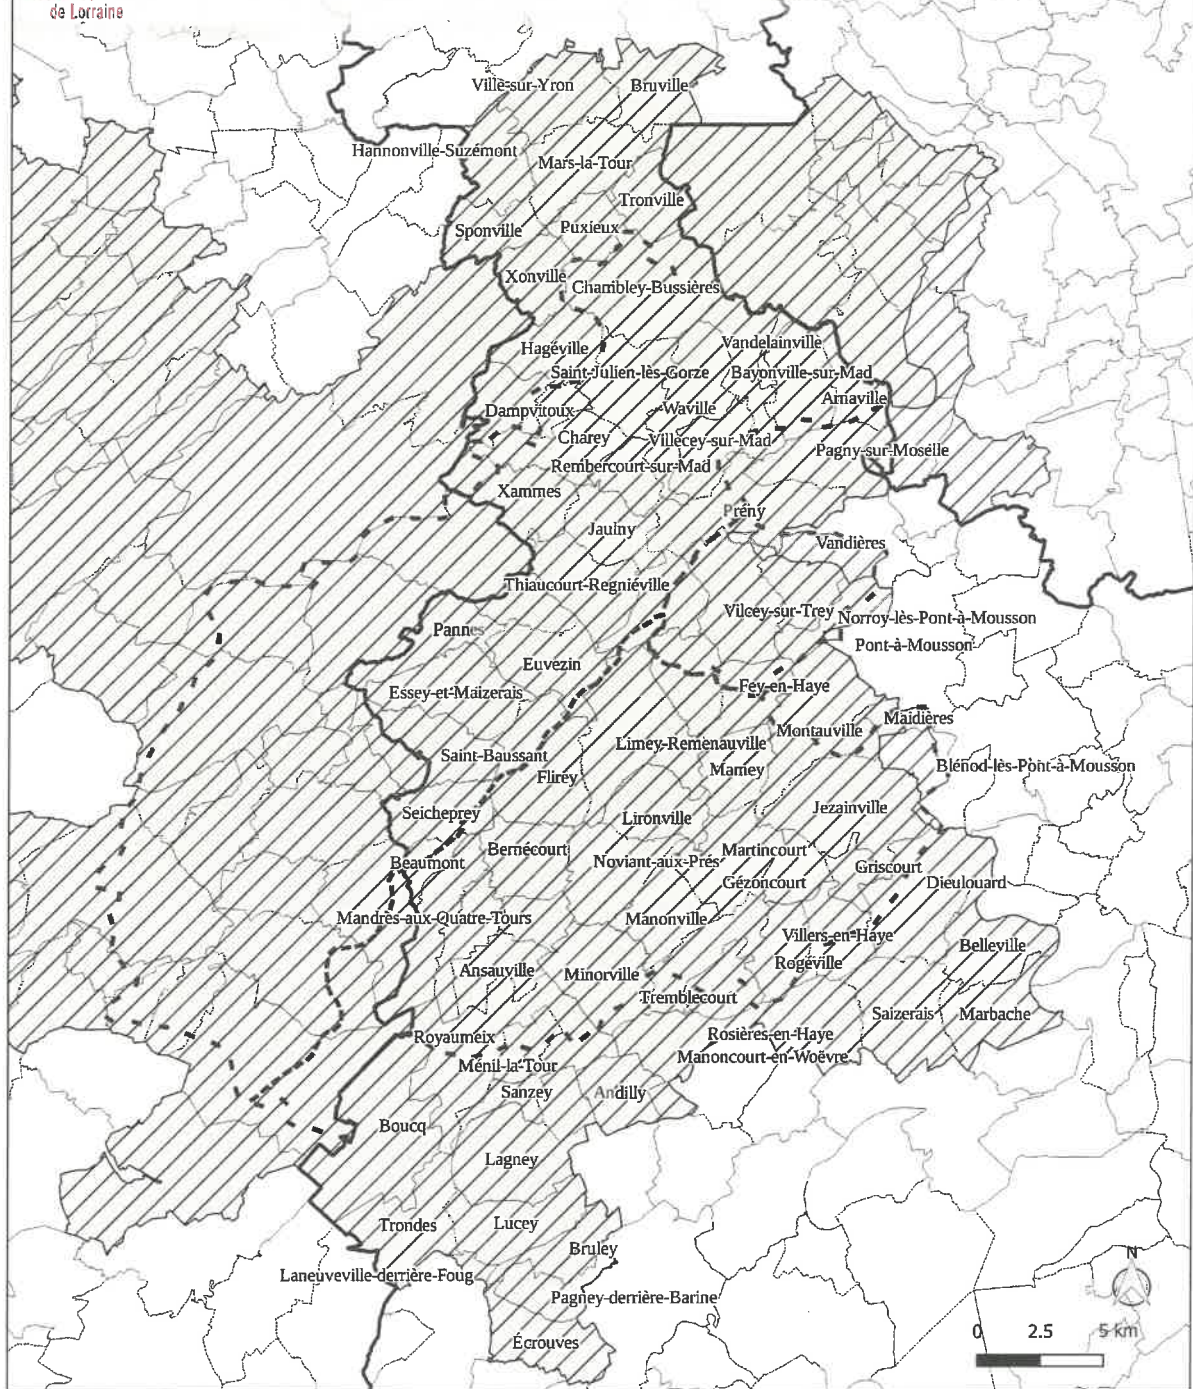 de Lorraine
Ville-sur-Yron
Bruville
Hannonville-Suzémont
Mars-la-Tour
Tronville
Sponville
Puxieux
Xonville
Chambley-Bussières
Hagéville
Vandelainville
Saint-Julien-lès-Gorze
Bayonville-sur-Mad
Dampvitoux
Waville
Arnaville
Charey
Villecey-sur-Mad
Pagny-sur-Moselle
Rembercourt-sur-Mad
Xammes
Prény
Jaulny
Vandières
Thiaucourt-Regniéville
Vilcey-sur-Trey
Norroy-lès-Pont-à-Mousson
Pannes
Pont-à-Mousson
Euvezin
Essey-et-Maizerais
Fey-en-Haye
Maidières
Montauville
Limey-Remenauville
Saint-Baussant
Mamey
Blénod-lès-Pont-à-Mousson
Flirey
Seicheprey
Lironville
Jezainville
Bernécourt
Martincourt
Beaumont
Noviant-aux-Prés
Griscourt
Gézoncourt
Dieulouard
Mandres-aux-Quatre-Tours
Manonville
Villers-en-Haye
Belleville
Rogéville
Ansauville
Minorville
Tremblecourt
Saizerais
Marbache
Royaumeix
Rosières-en-Haye
Manoncourt-en-Woëvre
Ménil-la-Tour
Sanzey
Andilly
Boucq
Lagney
Trondes
Lucey
Bruley
Laneuveville-derrière-Foug
Pagney-derrière-Barine
Écrouves
N
0 2.5 5 km